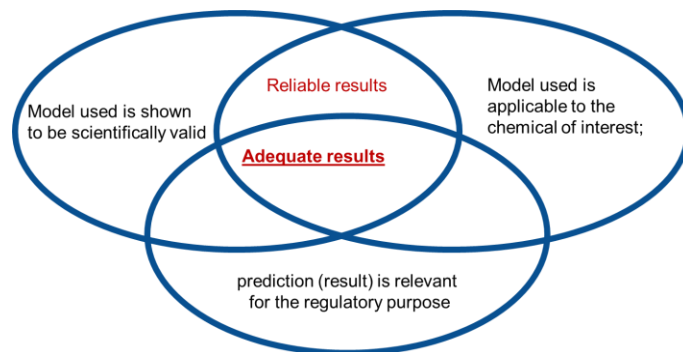 Reliable results
Model used is shown
to be scientifically valid
Model used is
applicable to the
chemical of interest;
Adequate results
prediction (result) is relevant
for the regulatory purpose